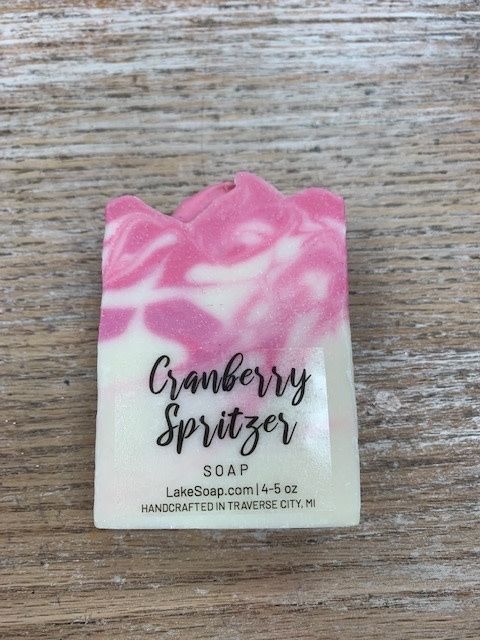 Cranberry
Spritzer
SOAP
LakeSoap.com | 4-5 oz
HANDCRAFTED IN TRAVERSE CITY, MI